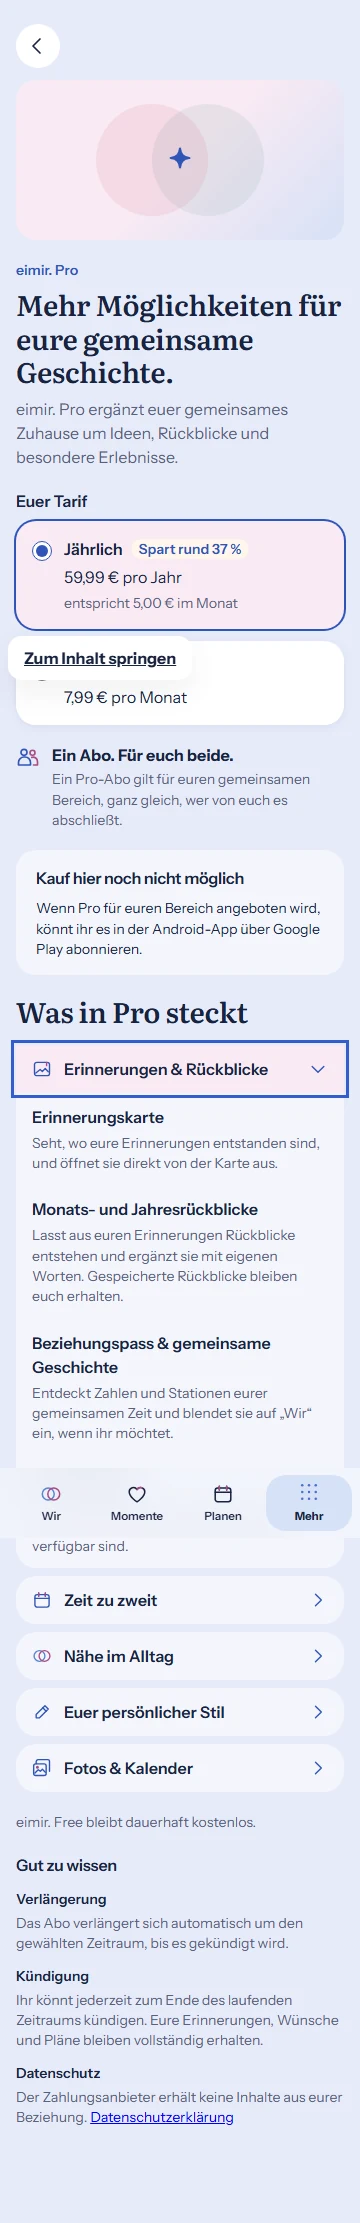 eimir. Pro
Mehr Möglichkeiten für
eure gemeinsame
Geschichte.
eimir. Pro ergänzt euer gemeinsames
Zuhause um Ideen, Rückblicke und
besondere Erlebnisse.
Euer Tarif
Jährlich Spart rund 37 %
59,99 € pro Jahr
entspricht 5,00 € im Monat
Zum Inhalt springen
7,99 € pro Monat
Ein Abo. Für euch beide.
Ein Pro-Abo gilt für euren gemeinsamen
Bereich, ganz gleich, wer von euch es
abschließt.
Kauf hier noch nicht möglich
Wenn Pro für euren Bereich angeboten wird,
könnt ihr es in der Android-App über Google
Play abonnieren.
Was in Pro steckt
Erinnerungen & Rückblicke
Erinnerungskarte
Seht, wo eure Erinnerungen entstanden sind,
und öffnet sie direkt von der Karte aus.
Monats- und Jahresrückblicke
Lasst aus euren Erinnerungen Rückblicke
entstehen und ergänzt sie mit eigenen
Worten. Gespeicherte Rückblicke bleiben
euch erhalten.
Beziehungspass & gemeinsame
Geschichte
Entdeckt Zahlen und Stationen eurer
gemeinsamen Zeit und blendet sie auf „Wir“
ein, wenn ihr möchtet.
Wir Momente Planen Mehr
verfügbar sind.
Zeit zu zweit
Nähe im Alltag
Euer persönlicher Stil
Fotos & Kalender
eimir. Free bleibt dauerhaft kostenlos.
Gut zu wissen
Verlängerung
Das Abo verlängert sich automatisch um den
gewählten Zeitraum, bis es gekündigt wird.
Kündigung
Ihr könnt jederzeit zum Ende des laufenden
Zeitraums kündigen. Eure Erinnerungen, Wünsche
und Pläne bleiben vollständig erhalten.
Datenschutz
Der Zahlungsanbieter erhält keine Inhalte aus eurer
Beziehung. Datenschutzerklärung